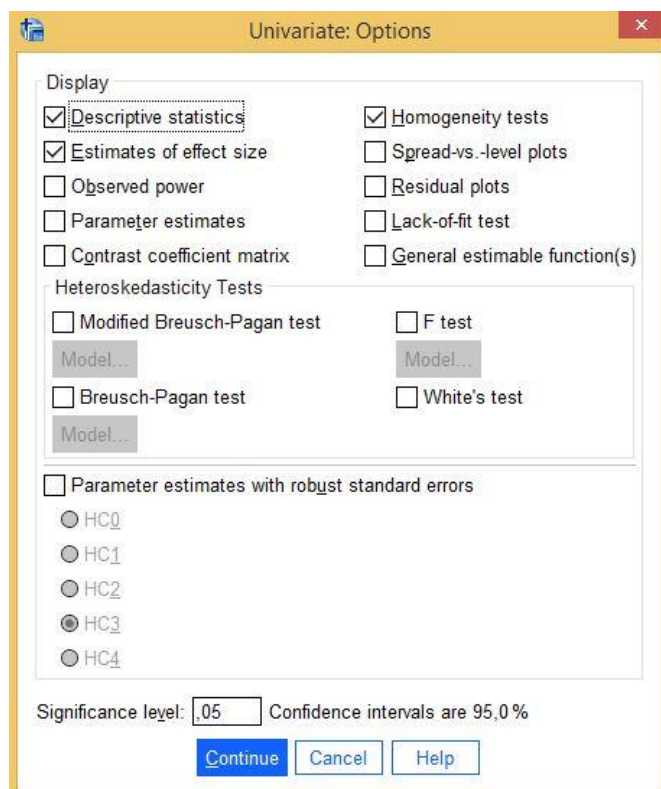 Univariate: Options
Display
Descriptive statistics
Homogeneity tests
Estimates of effect size
Spread-vs.-level plots
Observed power
Residual plots
Parameter estimates
Lack-of-fit test
Contrast coefficient matrix
General estimable function(s)
Heteroskedasticity Tests
Modified Breusch-Pagan test
F test
Model...
Model...
Breusch-Pagan test
White's test
Model...
Parameter estimates with robust standard errors
HC0
HC1
HC2
HC3
HC4
Significance level: ,05 Confidence intervals are 95,0 %
Continue Cancel Help